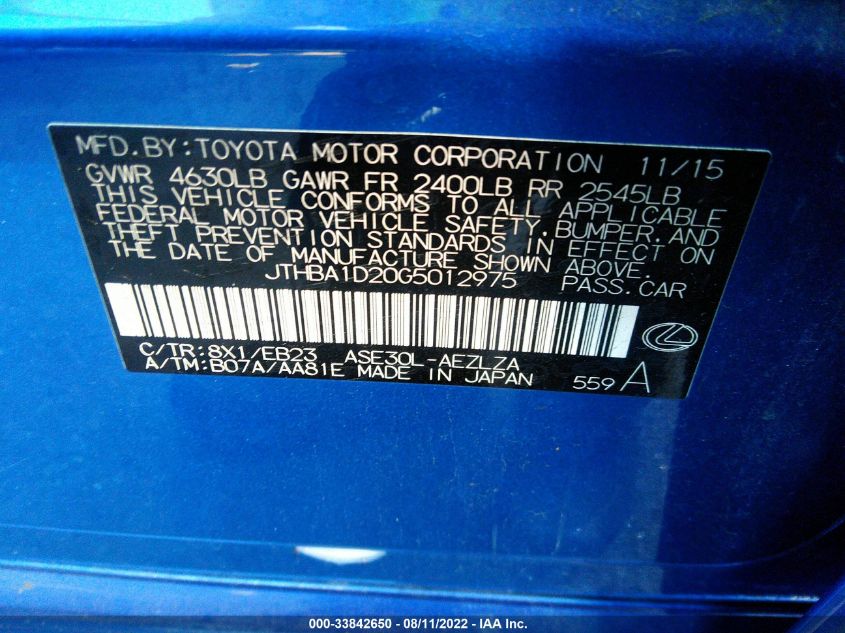 MFD.BY:TOYOTA MOTOR CORPORATION 11/15
GVWR 4630LB GAWR FR 2400LB RR 2545LB
THIS VEHICLE CONFORMS TO ALL APPLICABLE
FEDERAL MOTOR VEHICLE SAFETY,BUMPER,AND
THEFT PREVENTION STANDARDS IN EFFECT ON
THE DATE OF MANUFACTURE SHOWN ABOVE.
JTHBA1D20G5012975 PASS.CAR
C/TR:8X1/EB23 ASE30L-AEZLZA
A/TM:B07A/AA81E MADE IN JAPAN 559 A
000-33842650 - 08/11/2022 - IAA Inc.